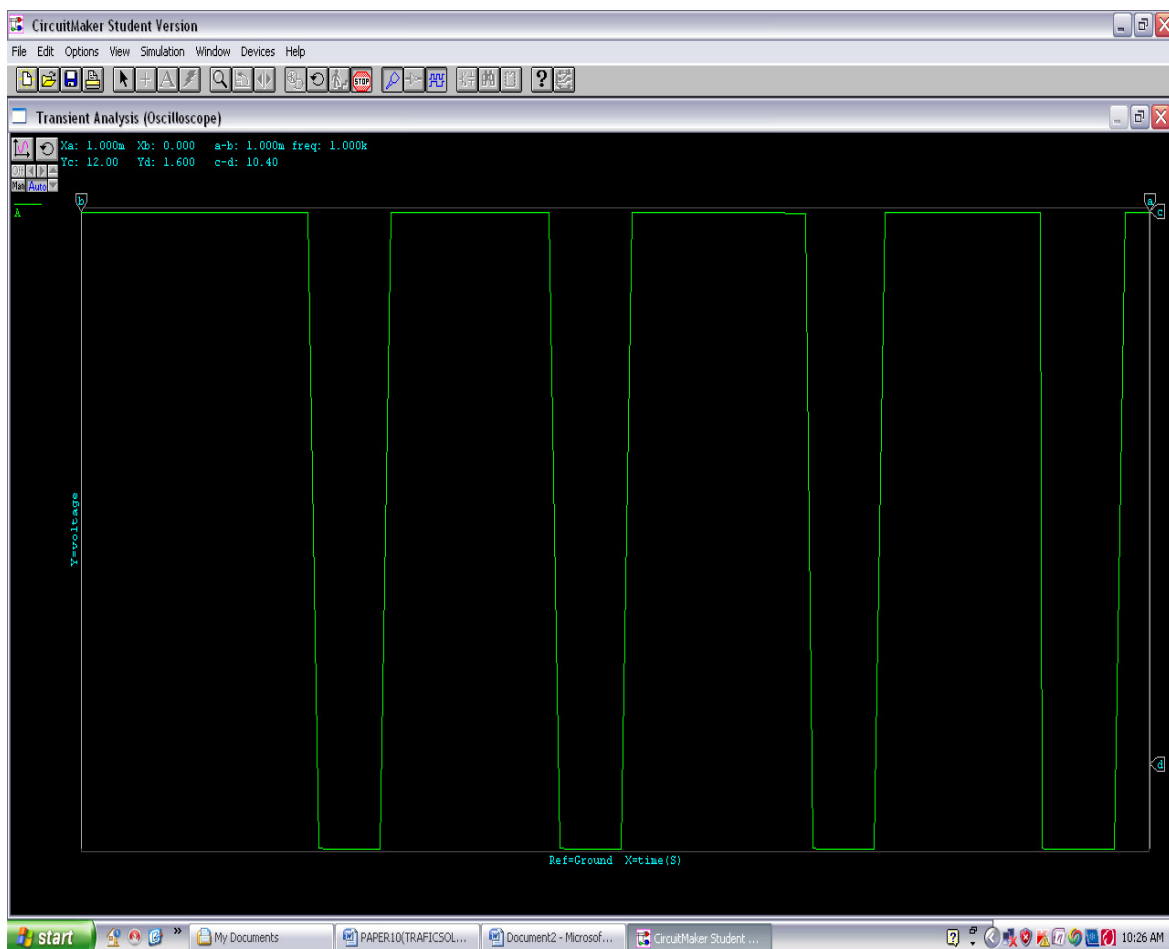 CircuitMaker Student Version
File Edit Options View Simulation Window Devices Help
STOP
?
Transient Analysis (Oscilloscope)
Xa: 1.000m Xb: 0.000 a-b: 1.000m freq: 1.000k
Yc: 12.00 Yd: 1.600 c-d: 10.40
Man Auto
A
b
a
c
Y=voltage
d
Ref=Ground X=time(S)
start
»
My Documents
PAPER10(TRAFICSOL...
Document2 - Microsof...
CircuitMaker Student ...
10:26 AM